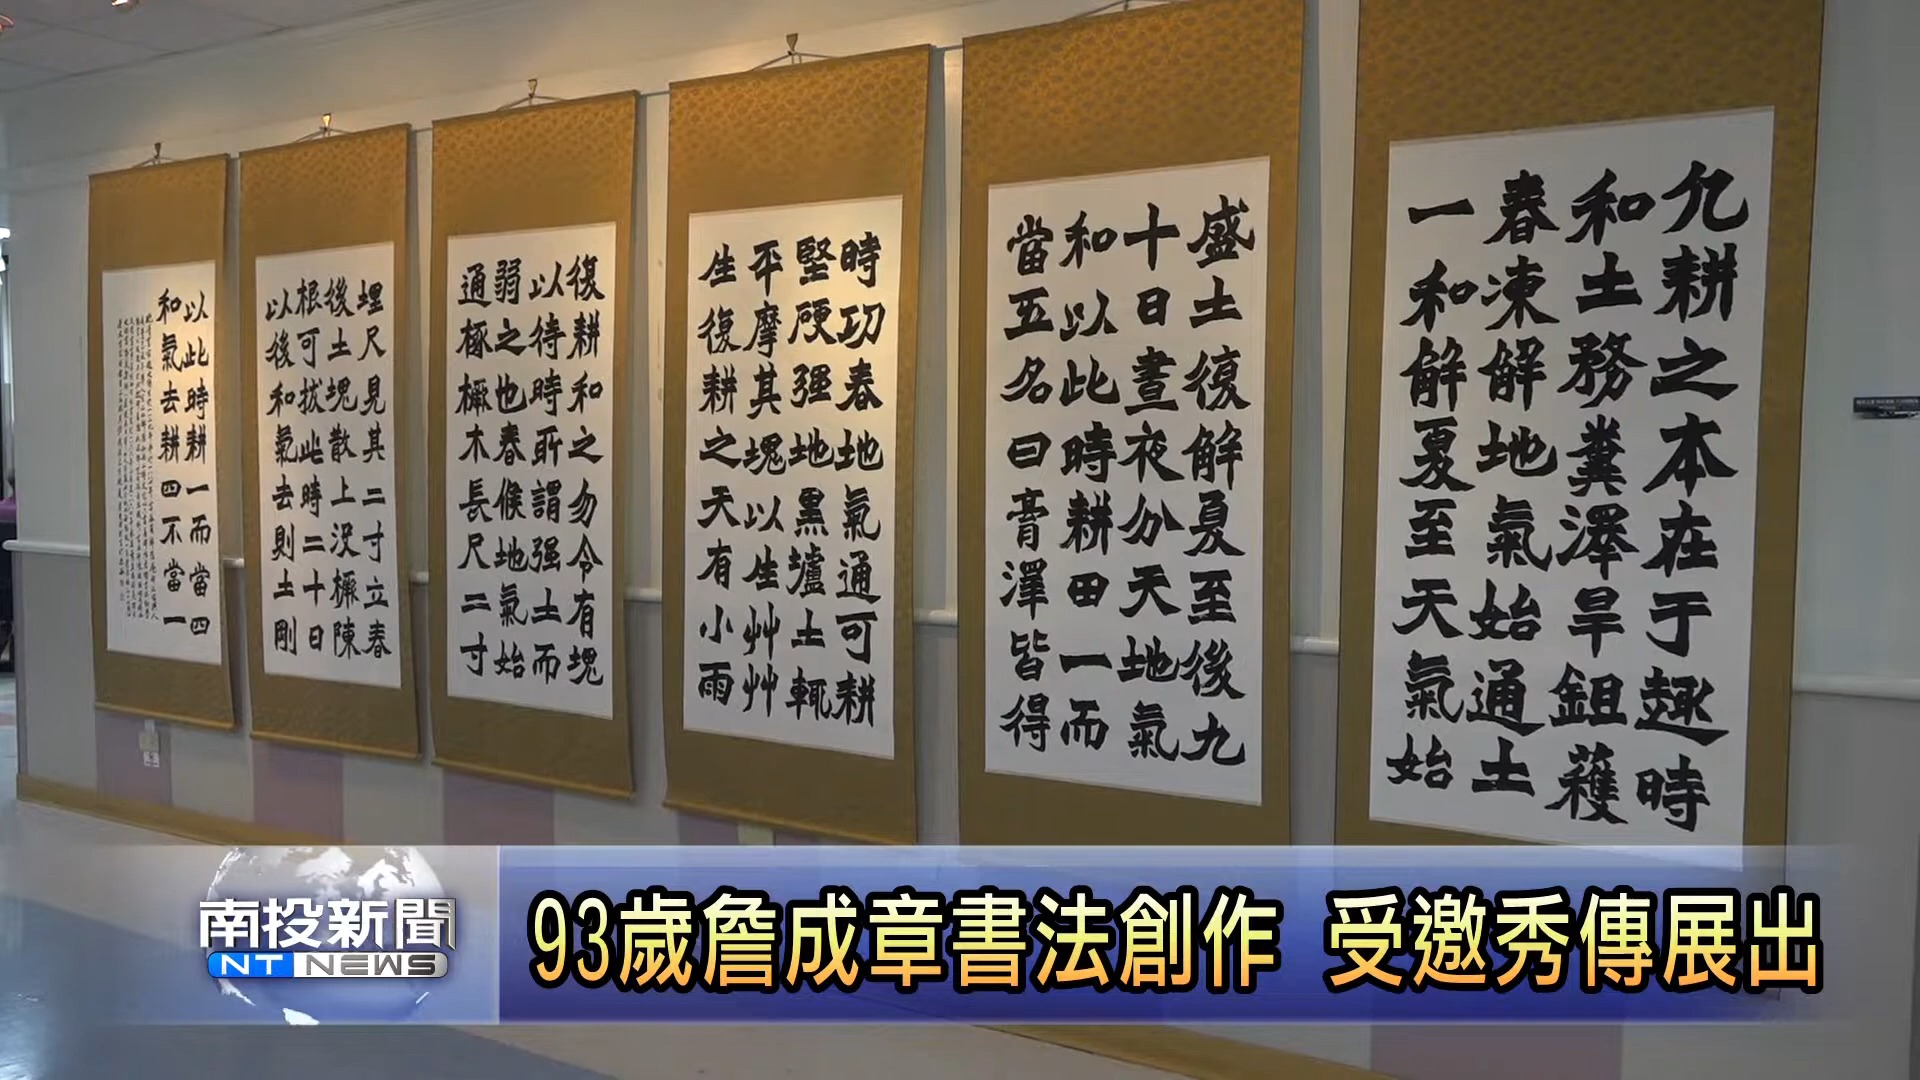 凢耕之本在于趣時
和土務糞澤旱鉏穫
春凍解地氣始通土
一和解夏至天氣始
盛土復解夏至後九
十日晝夜分天地氣
和以此時耕田一而
當五名曰膏澤皆得
時功春地氣通可耕
堅硬强地黑壚土輒
平摩其塊以生艸艸
生復耕之天有小雨
復耕和之勿令有塊
以待時所謂强土而
弱之也春候地氣始
通椓橛木長尺二寸
埋尺見其二寸立春
後土塊散上没橛陳
根可拔此時二十日
以後和氣去則土剛
以此時耕一而當四
和氣去耕四不當一
南投新聞
NT NEWS
93歲詹成章書法創作 受邀秀傳展出